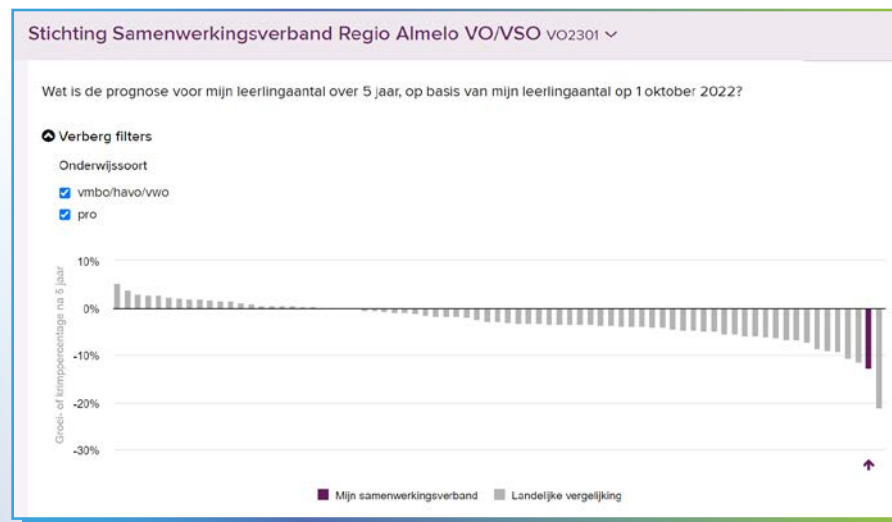 Stichting Samenwerkingsverband Regio Almelo VO/VSO VO2301
Wat is de prognose voor mijn leerlingaantal over 5 jaar, op basis van mijn leerlingaantal op 1 oktober 2022?
Verberg filters
Onderwijssoort
vmbo/havo/vwo
pro
Groei- of krimppercentage na 5 jaar
10%
0%
-10%
-20%
-30%
Mijn samenwerkingsverband Landelijke vergelijking